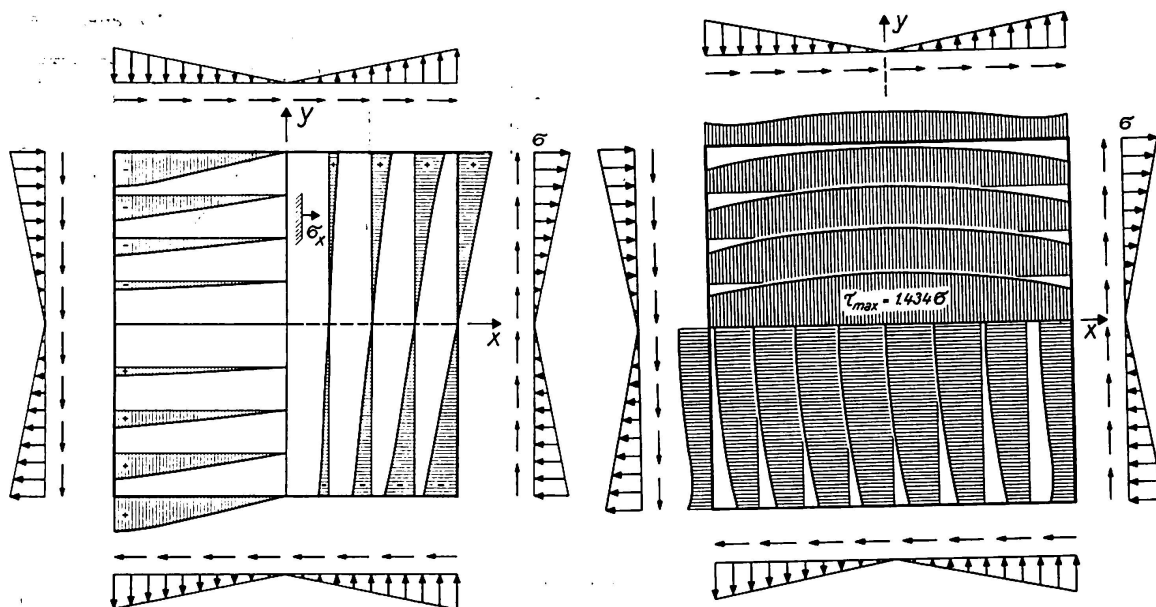 y
σ
x
σx
- - - -
+ + + +
+ + + +
- - - -
y
σ
x
τmax = 1.434σ